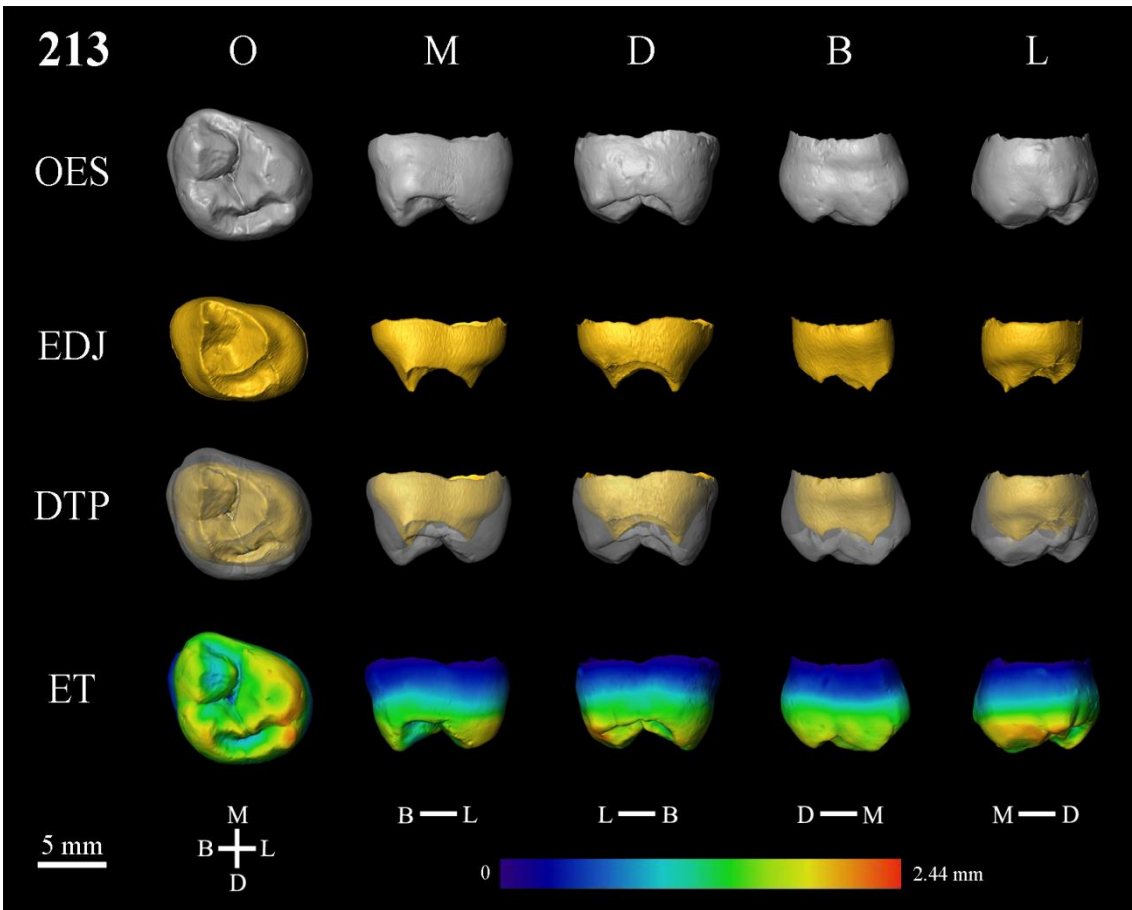 213 O M D B L
OES
EDJ
DTP
ET
M
B L
D
B L
L B
D M
M D
5 mm
0 2.44 mm